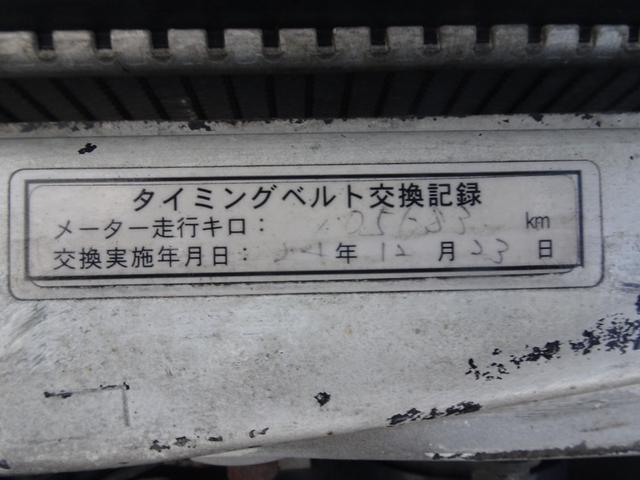 タイミングベルト交換記録
メーター走行キロ： km
交換実施年月日： 年 12 月 23 日